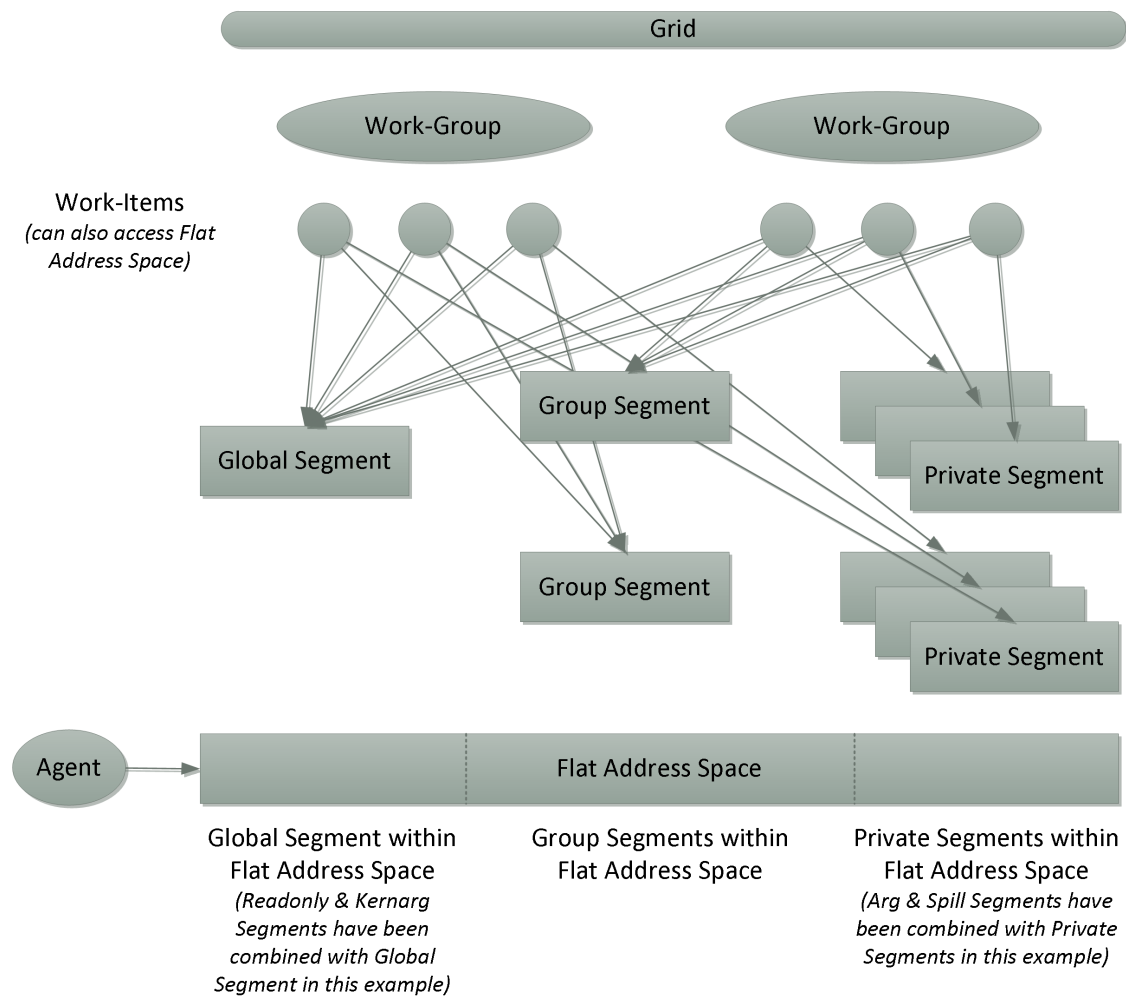 Grid
Work-Group
Work-Group
Work-Items
(can also access Flat
Address Space)
Group Segment
Global Segment
Private Segment
Group Segment
Private Segment
Agent
Flat Address Space
Global Segment within
Flat Address Space
(Readonly & Kernarg
Segments have been
combined with Global
Segment in this example)
Group Segments within
Flat Address Space
Private Segments within
Flat Address Space
(Arg & Spill Segments have
been combined with Private
Segments in this example)